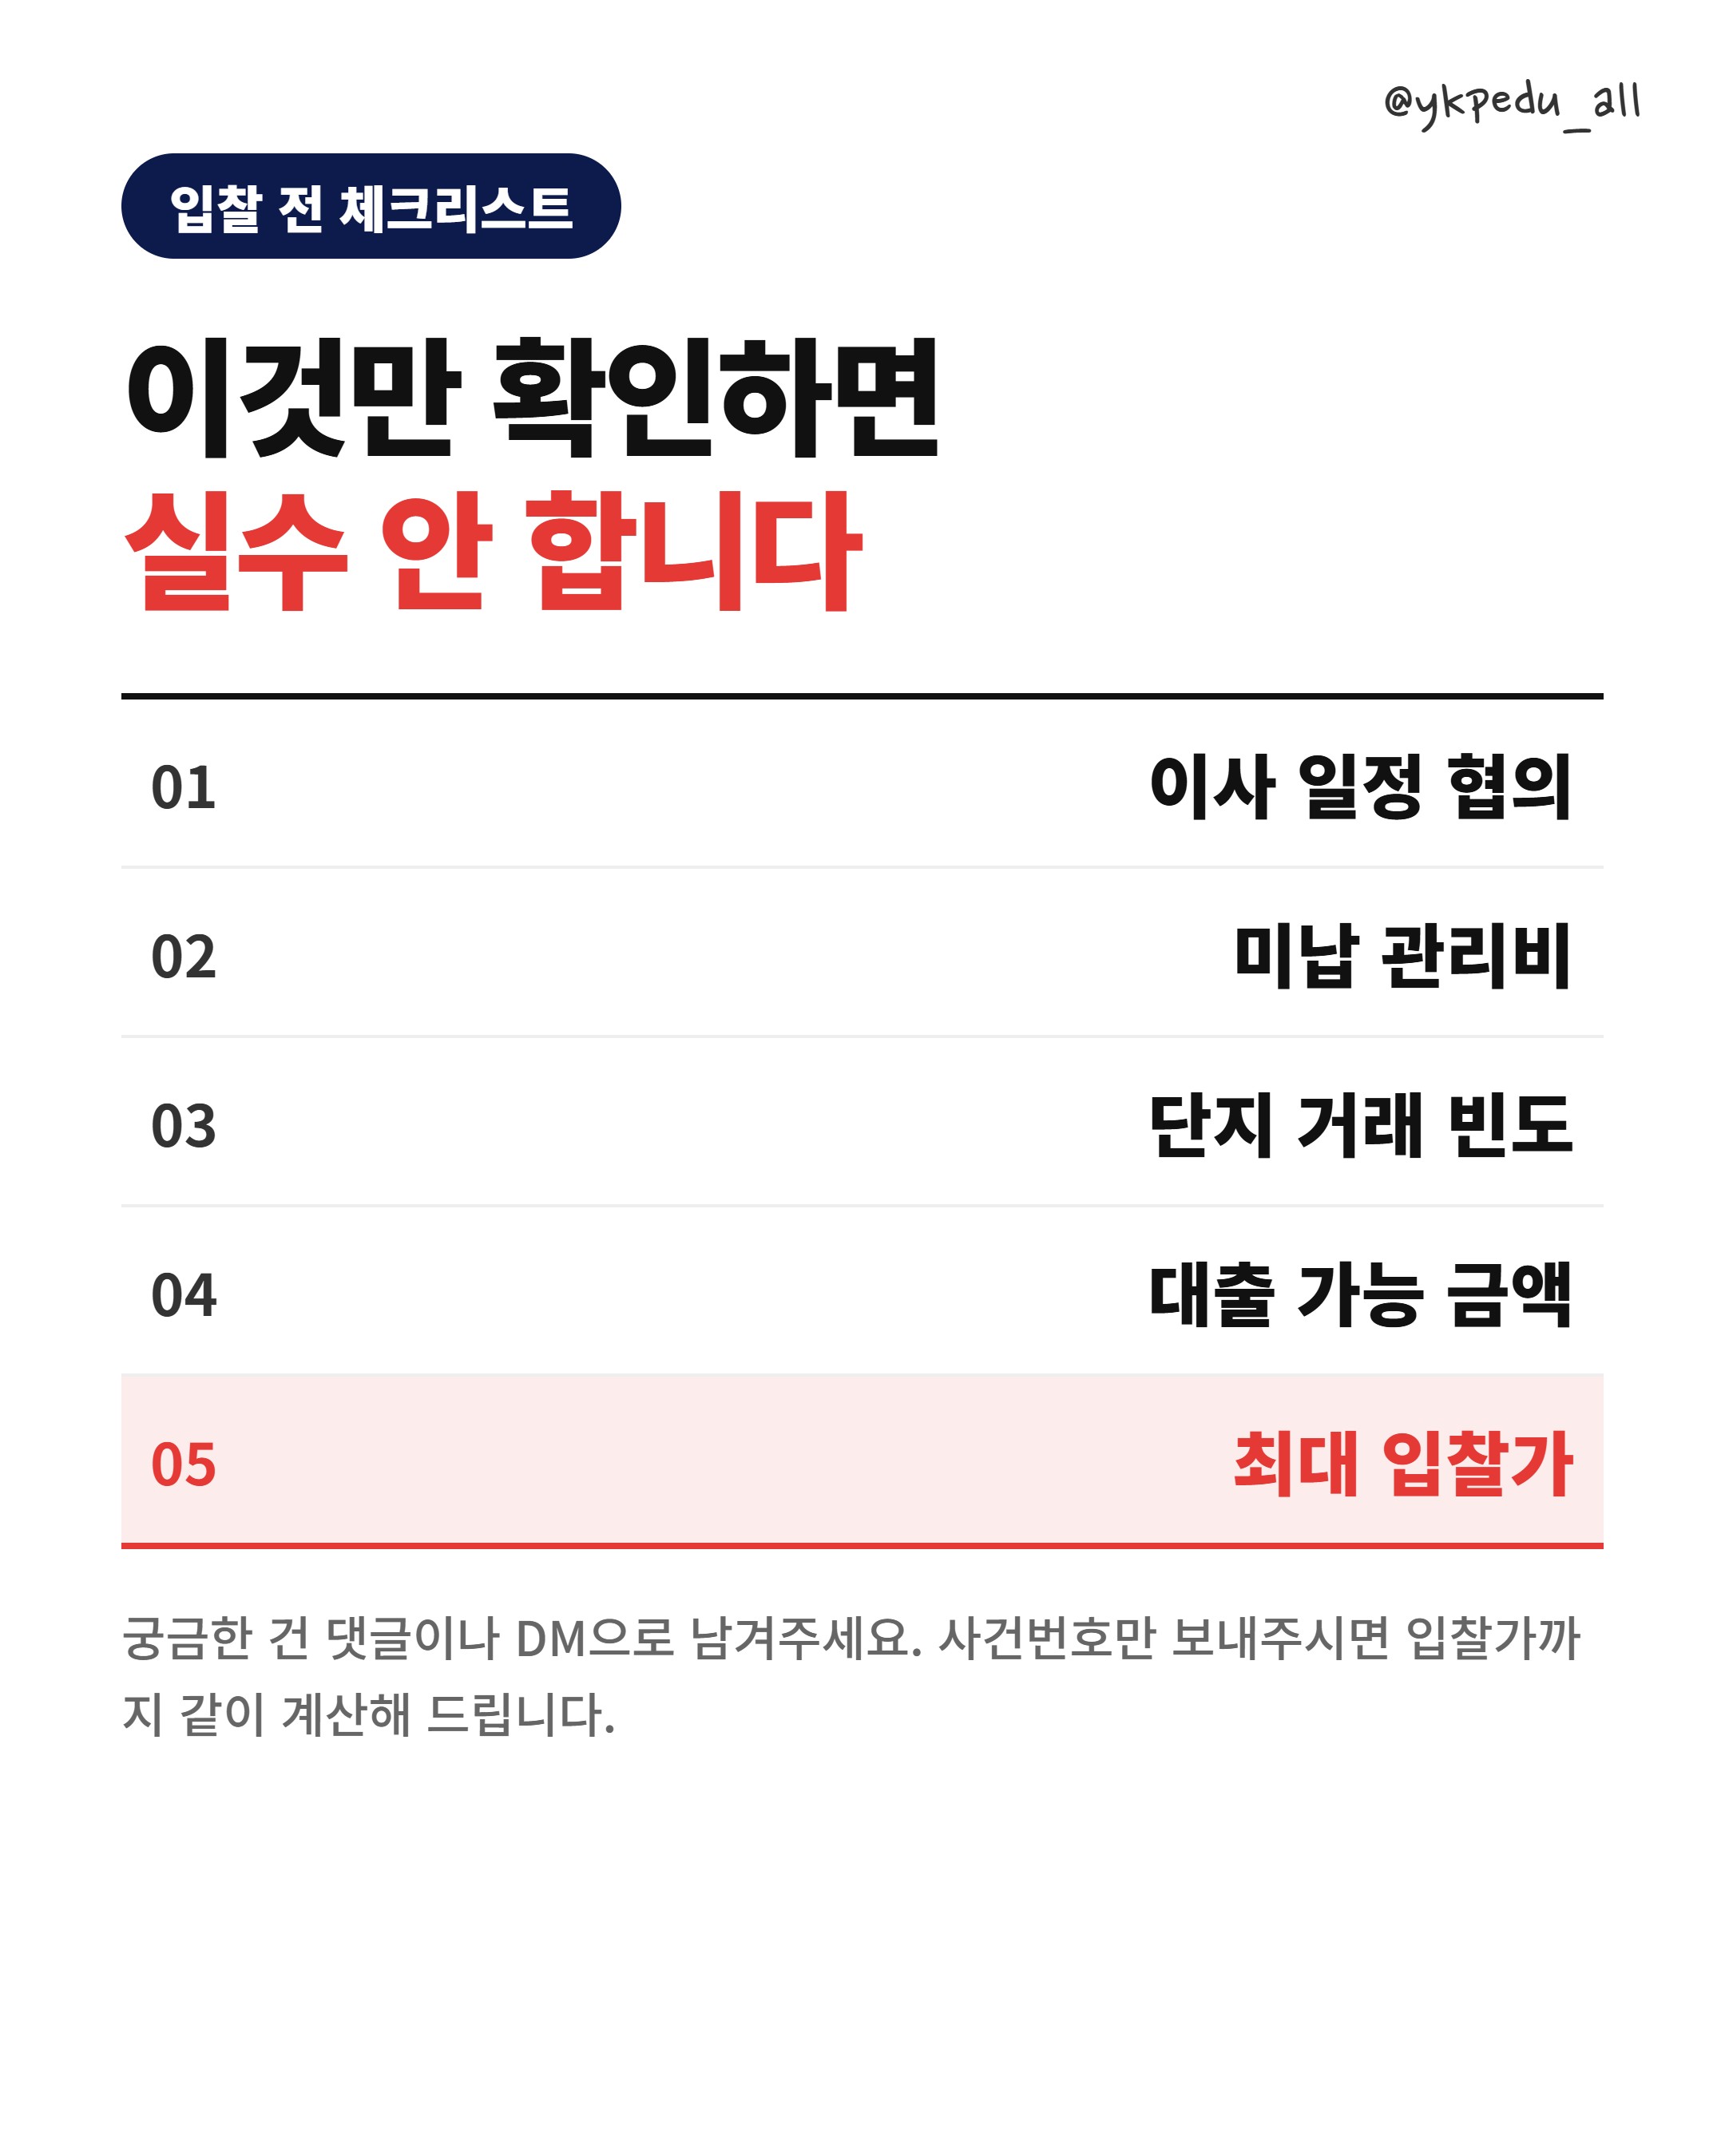 @ykpedu_all
입찰 전 체크리스트
이것만 확인하면
실수 안 합니다
01 이사 일정 협의
02 미납 관리비
03 단지 거래 빈도
04 대출 가능 금액
05 최대 입찰가
궁금한 건 댓글이나 DM으로 남겨주세요. 사건번호만 보내주시면 입찰가까
지 같이 계산해 드립니다.